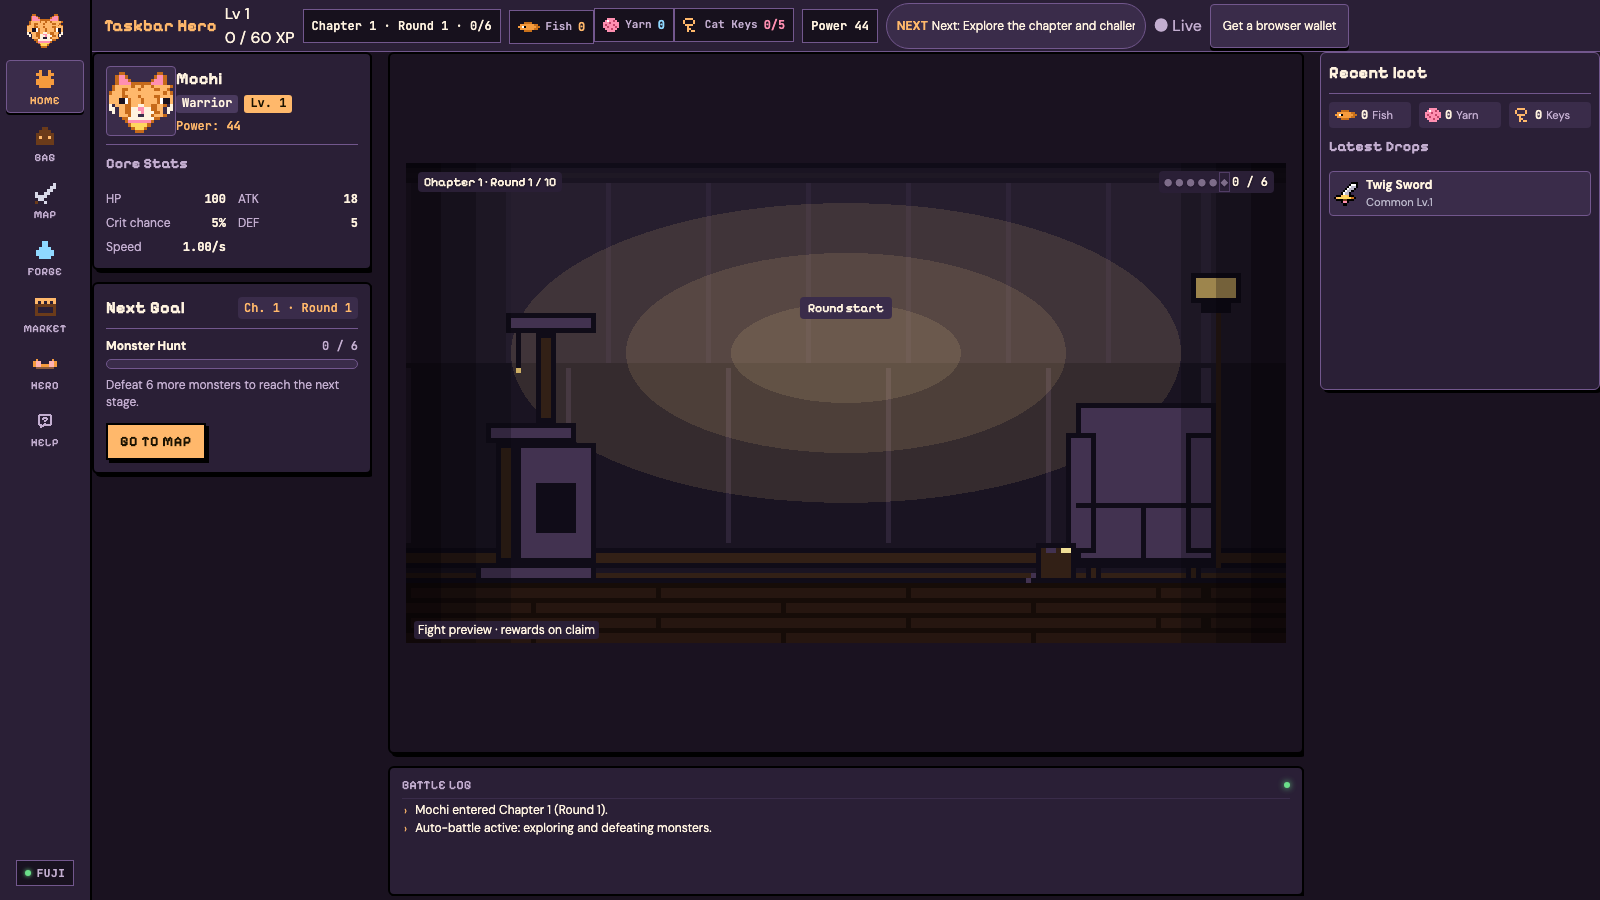 Taskbar Hero
Lv 1
0 / 60 XP
Chapter 1 · Round 1 · 0/6
Fish 0
Yarn 0
Cat Keys 0/5
Power 44
NEXT Next: Explore the chapter and challer
Live
Get a browser wallet
HOME
BAG
MAP
FORGE
MARKET
HERO
HELP
FUJI
Mochi
Warrior Lv. 1
Power: 44
Core Stats
HP 100 ATK 18
Crit chance 5% DEF 5
Speed 1.00/s
Next Goal Ch. 1 · Round 1
Monster Hunt 0 / 6
Defeat 6 more monsters to reach the next
stage.
GO TO MAP
Chapter 1 · Round 1 / 10
0 / 6
Round start
Fight preview · rewards on claim
BATTLE LOG
› Mochi entered Chapter 1 (Round 1).
› Auto-battle active: exploring and defeating monsters.
Recent loot
0 Fish
0 Yarn
0 Keys
Latest Drops
Twig Sword
Common Lv.1